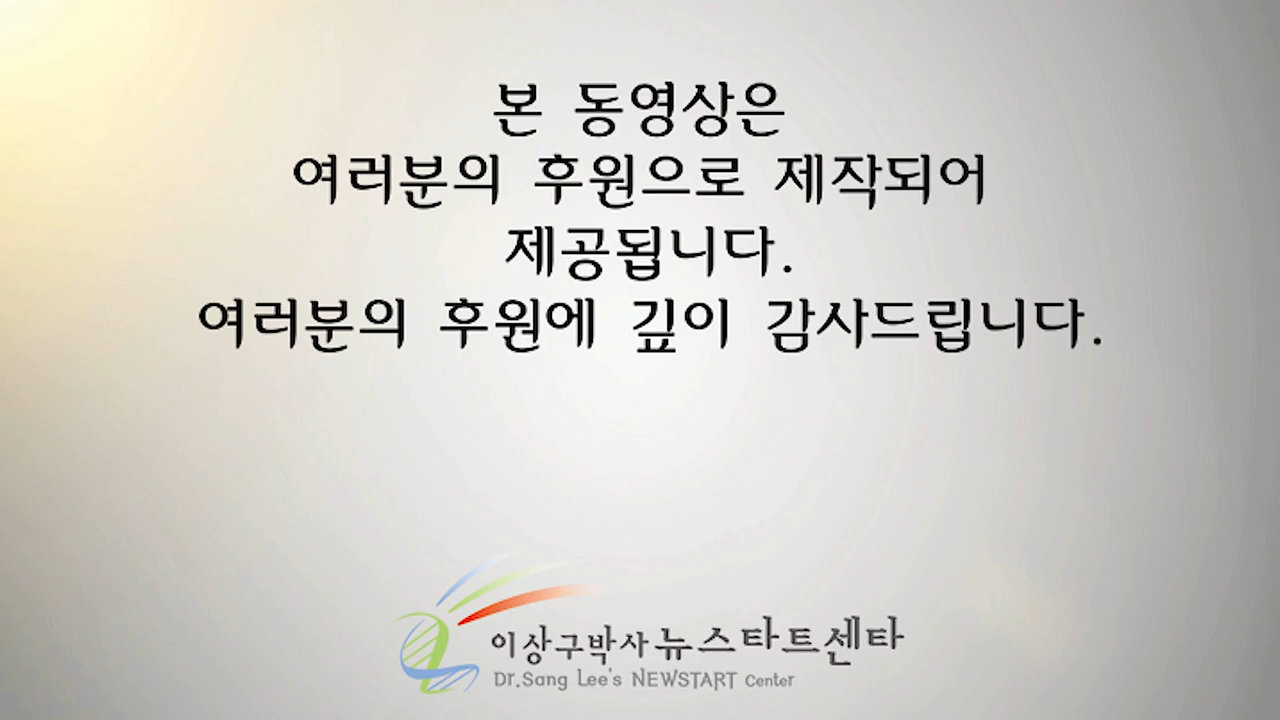 본 동영상은
여러분의 후원으로 제작되어
제공됩니다.
여러분의 후원에 깊이 감사드립니다.
이상구박사 뉴스타트센타
Dr.Sang Lee's NEWSTART Center